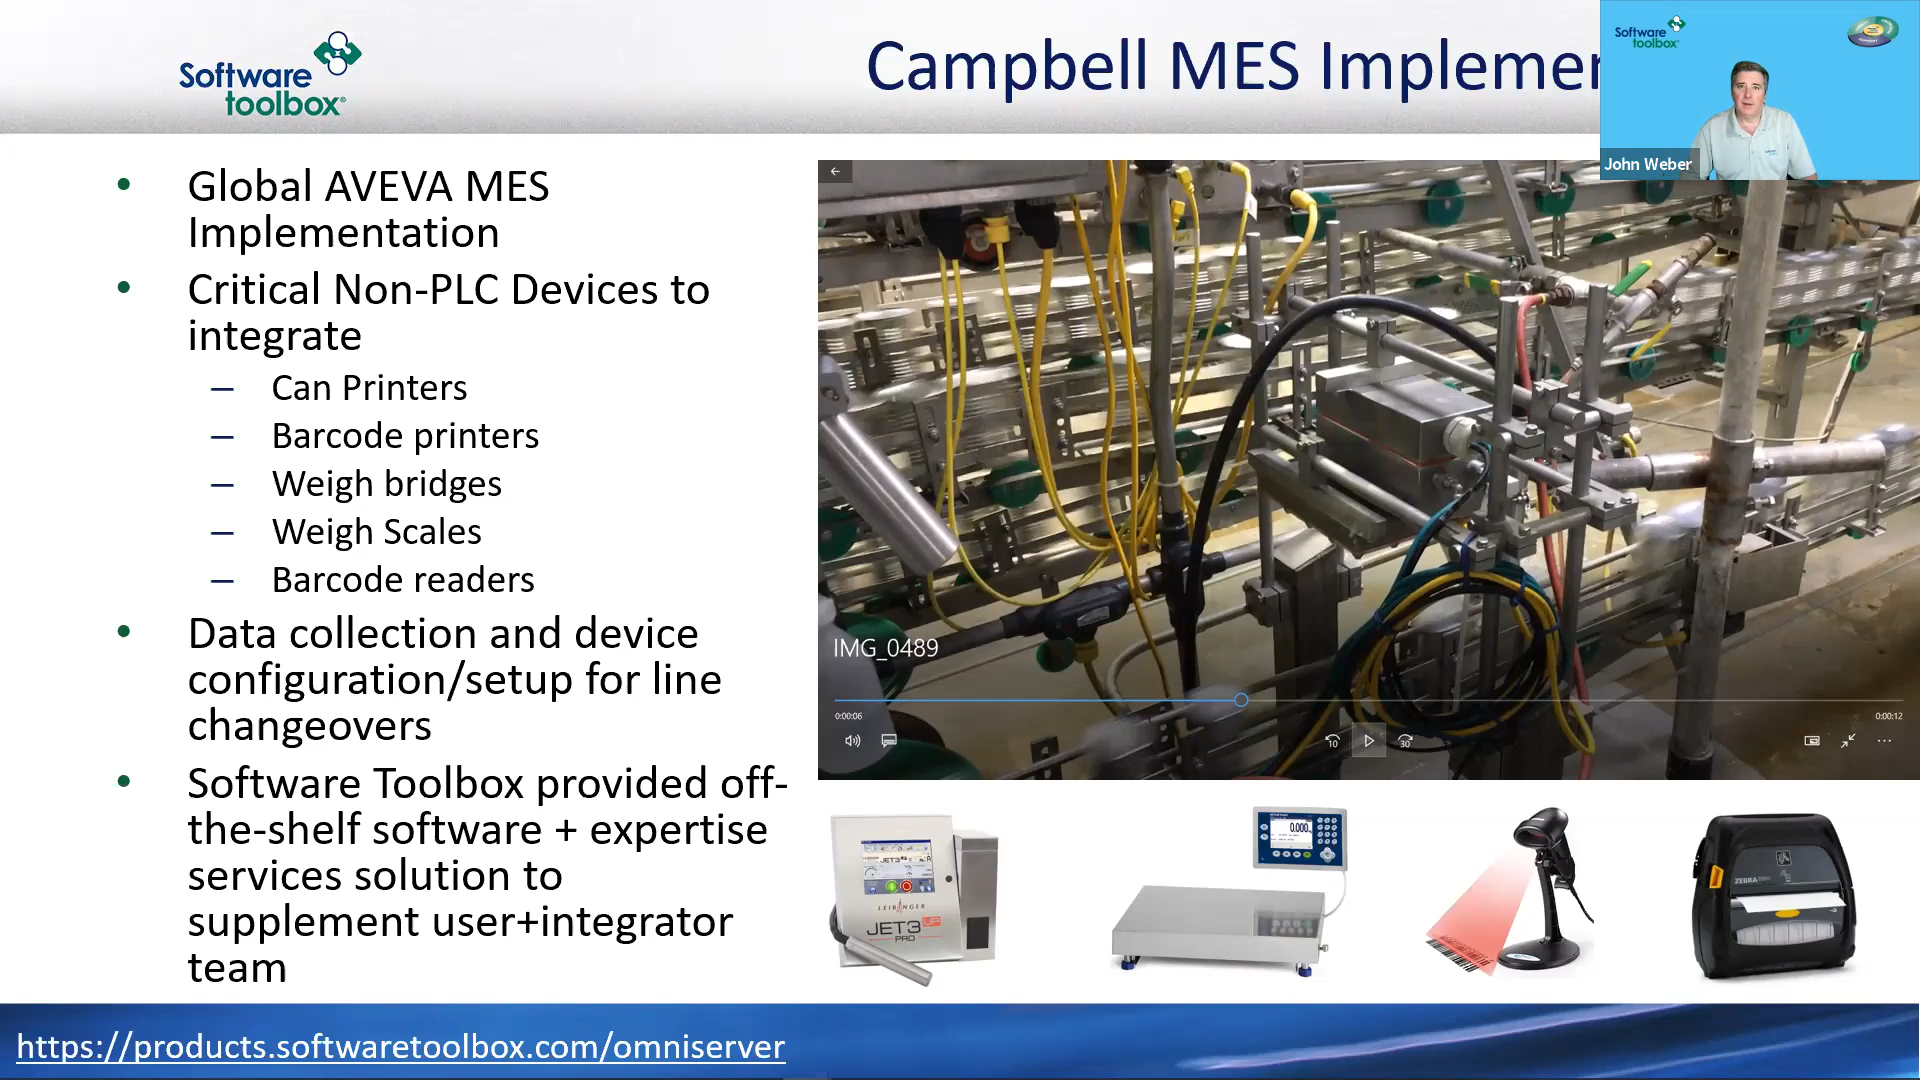 Software
toolbox®
Campbell MES Implemen
Software
toolbox
John Weber
• Global AVEVA MES
Implementation
• Critical Non-PLC Devices to
integrate
– Can Printers
– Barcode printers
– Weigh bridges
– Weigh Scales
– Barcode readers
• Data collection and device
configuration/setup for line
changeovers
• Software Toolbox provided off-
the-shelf software + expertise
services solution to
supplement user+integrator
team
IMG_0489
0:00:06
0:00:12
10
30
LEIBINGER
JET3 UP
PRO
0.000
ZEBRA
https://products.softwaretoolbox.com/omniserver